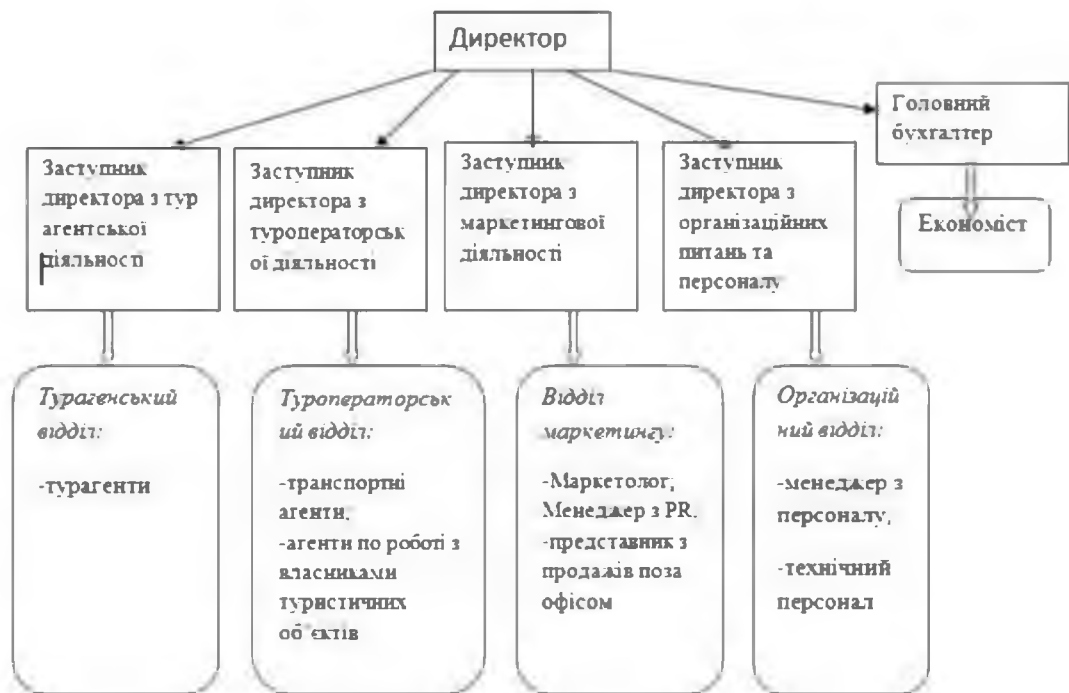 Директор
Головний
бухгалтер
Економіст
Заступник
директора з тур
агентської
діяльності
Заступник
директора з
туроператорськ
ої діяльності
Заступник
директора з
маркетингової
діяльності
Заступник
директора з
організаційних
питань та
персоналу
Турагенський
відділ:
-турагенти
Туроператорськ
ий відділ:
-транспортні
агенти;
-агенти по роботі з
власниками
туристичних
об'єктів
Відділ
маркетингу:
-Маркетолог;
Менеджер з PR.
-представник з
продажів поза
офісом
Організацій
ний відділ:
-менеджер з
персоналу,
-технічний
персонал